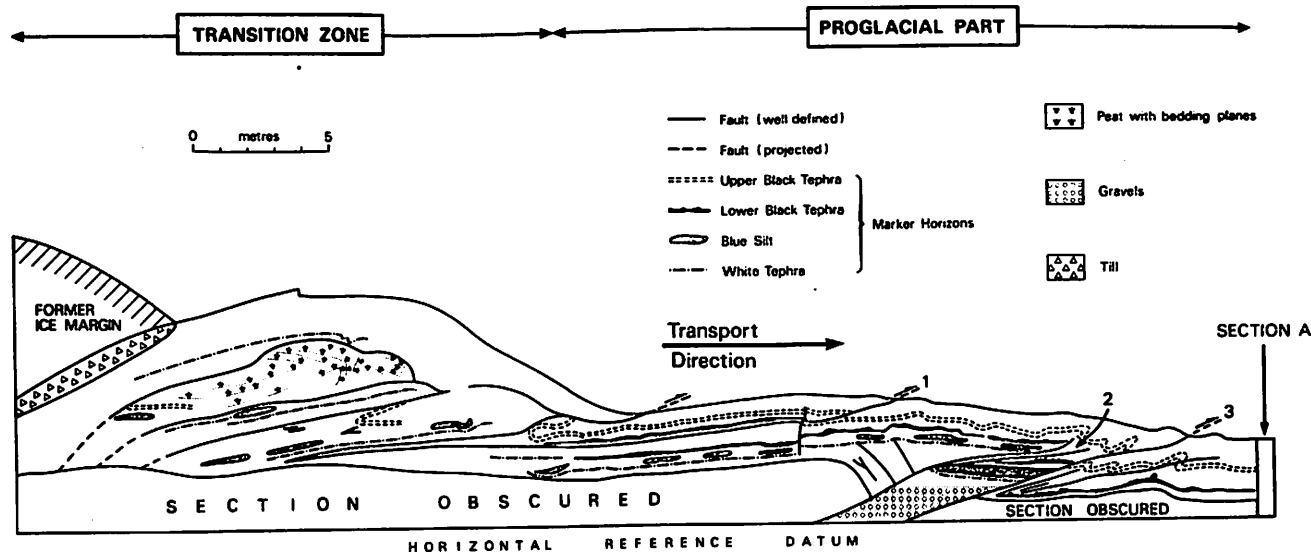 TRANSITION ZONE
PROGLACIAL PART
0 metres 5
Fault (well defined)
Fault (projected)
Upper Black Tephra
Lower Black Tephra
Blue Silt
White Tephra
Marker Horizons
Peat with bedding planes
Gravels
Till
FORMER
ICE MARGIN
Transport
Direction
SECTION A
1
2
3
SECTION OBSCURED
SECTION OBSCURED
HORIZONTAL REFERENCE DATUM